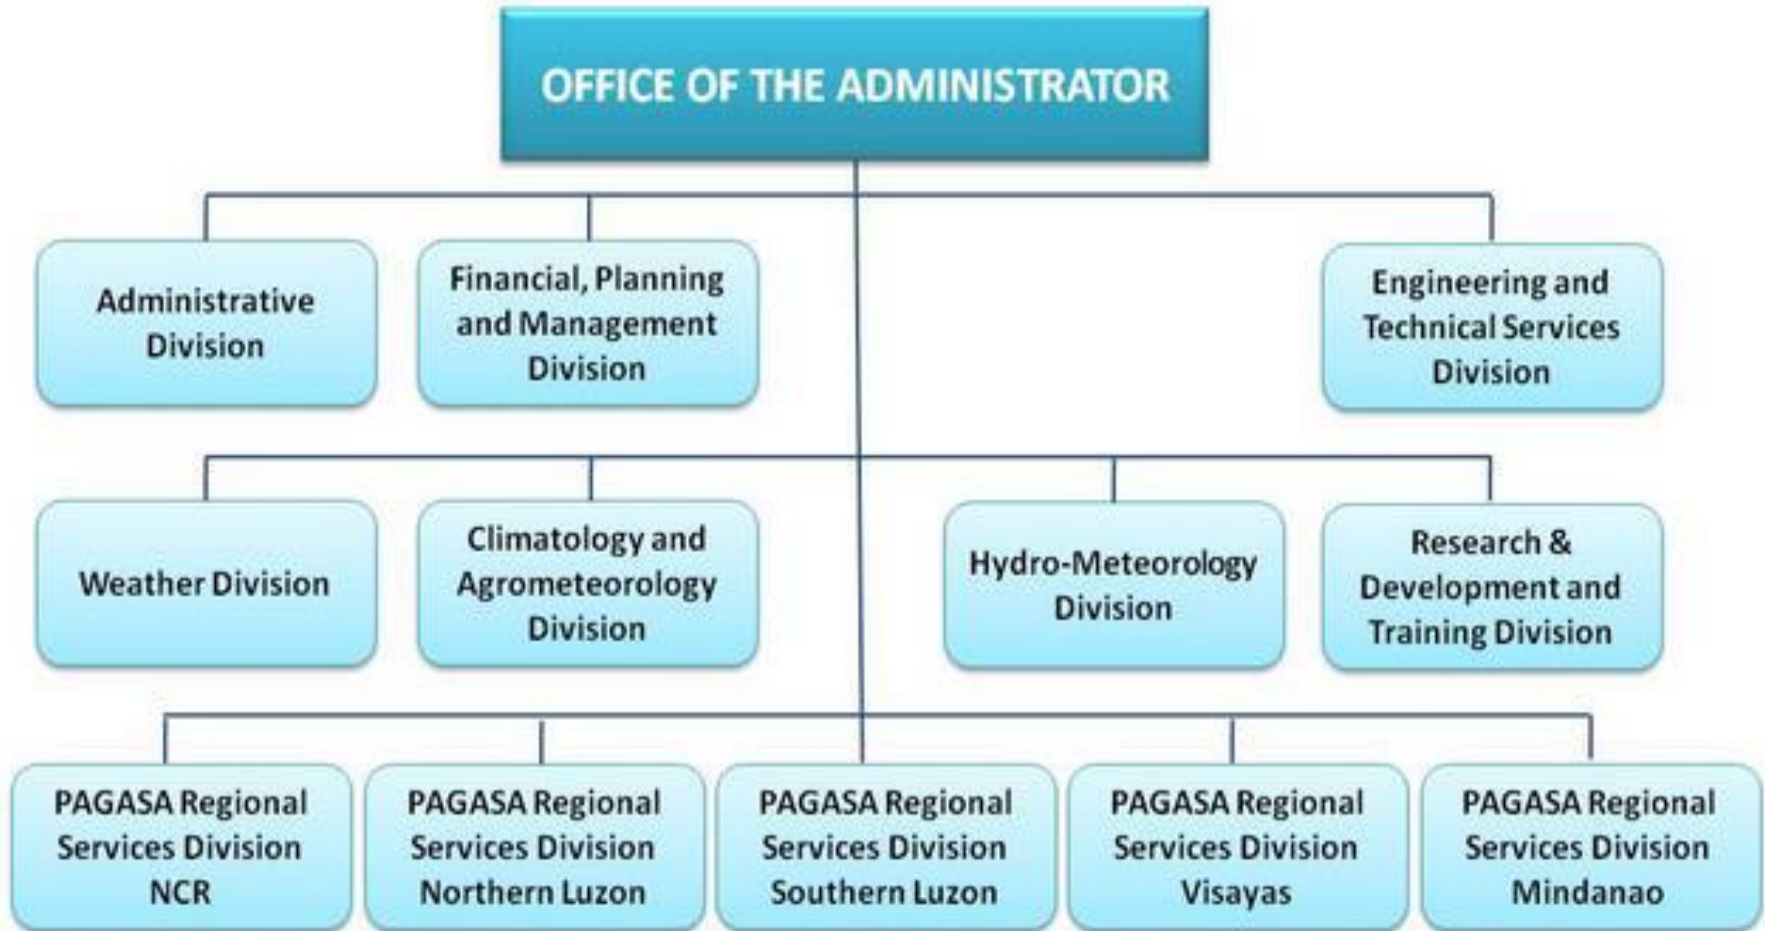 OFFICE OF THE ADMINISTRATOR
Administrative
Division
Financial, Planning
and Management
Division
Engineering and
Technical Services
Division
Weather Division
Climatology and
Agrometeorology
Division
Hydro-Meteorology
Division
Research &
Development and
Training Division
PAGASA Regional
Services Division
NCR
PAGASA Regional
Services Division
Northern Luzon
PAGASA Regional
Services Division
Southern Luzon
PAGASA Regional
Services Division
Visayas
PAGASA Regional
Services Division
Mindanao